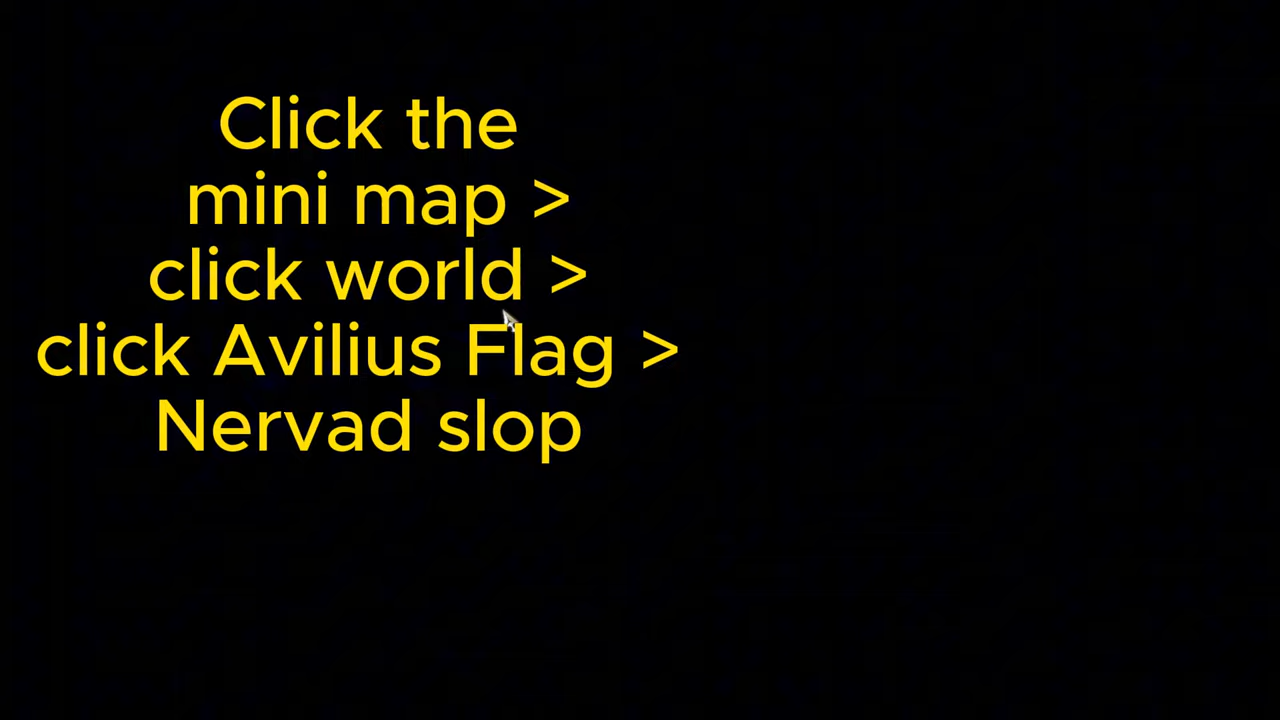 Click the
mini map >
click world >
click Avilius Flag >
Nervad slop